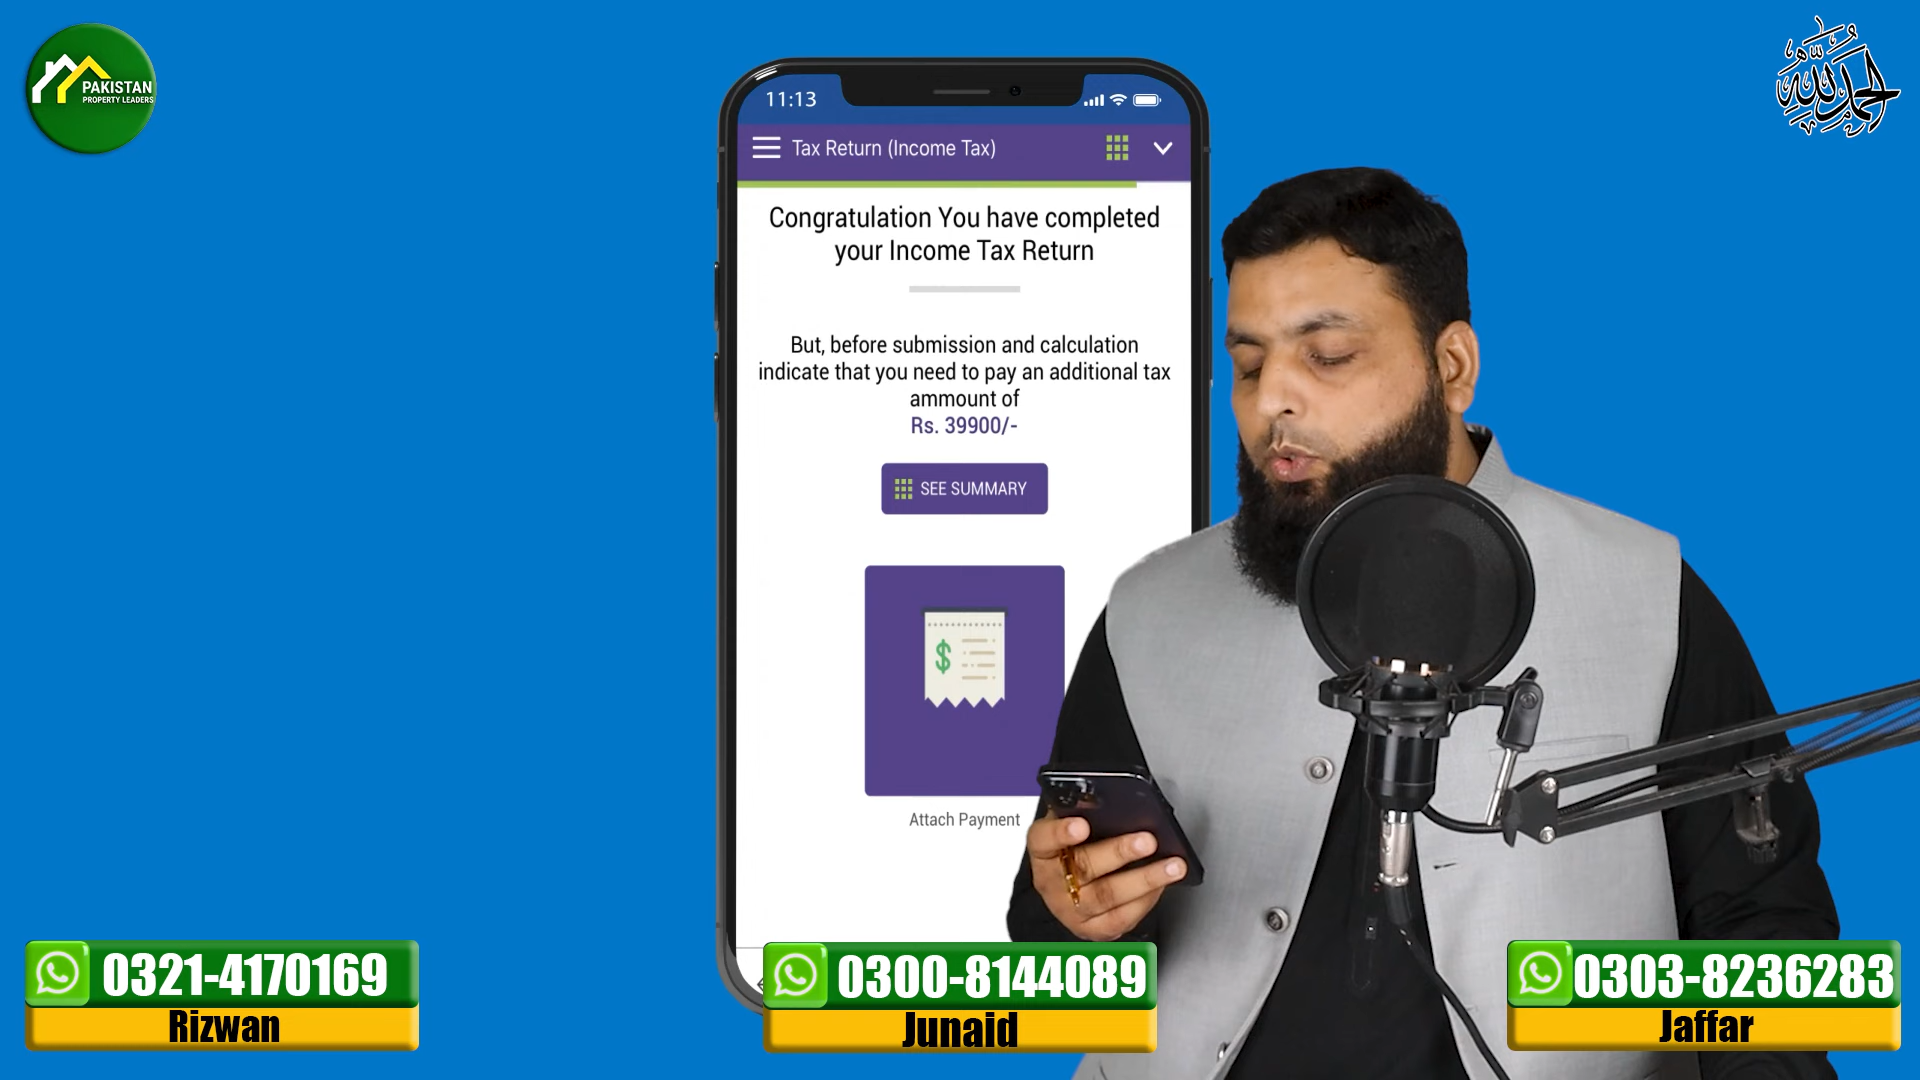 PAKISTAN
PROPERTY LEADERS
الحمد لله
11:13
Tax Return (Income Tax)
Congratulation You have completed
your Income Tax Return
But, before submission and calculation
indicate that you need to pay an additional tax
ammount of
Rs. 39900/-
SEE SUMMARY
$
Attach Payment
0321-4170169
Rizwan
0300-8144089
Junaid
0303-8236283
Jaffar